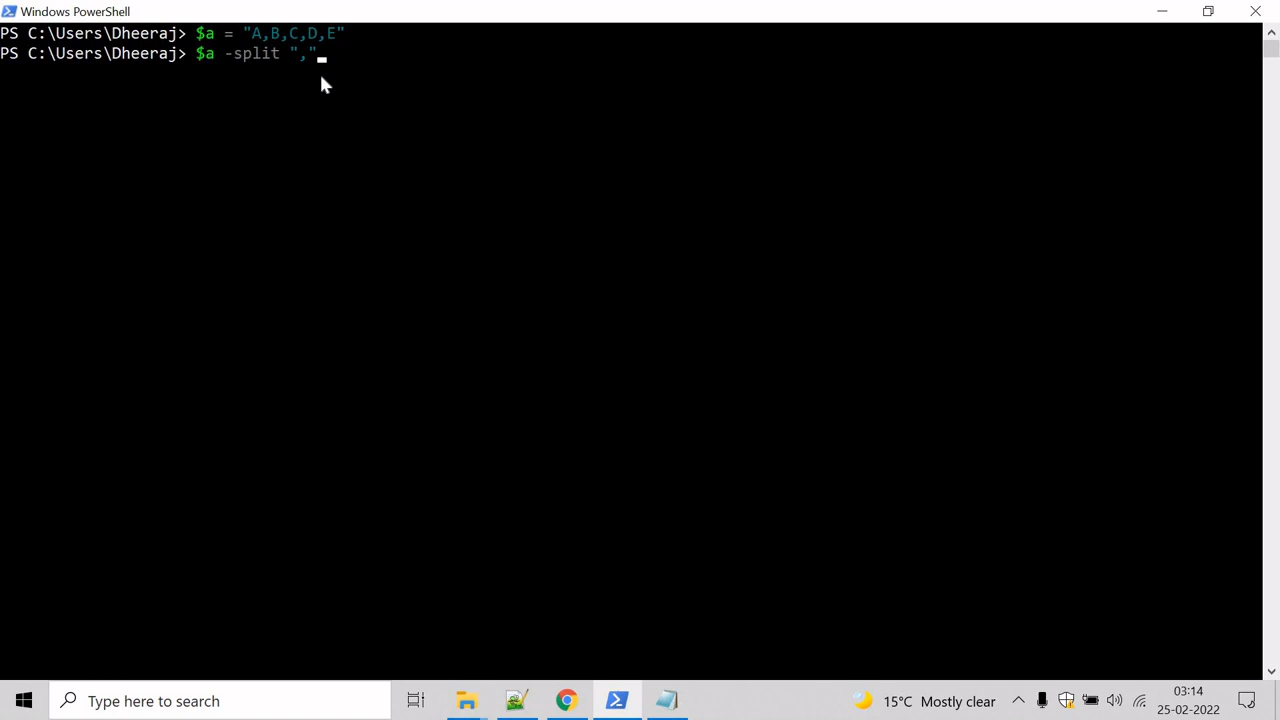 Windows PowerShell
PS C:\Users\Dheeraj> $a = "A,B,C,D,E"
PS C:\Users\Dheeraj> $a -split ","
Type here to search
15°C Mostly clear
03:14
25-02-2022